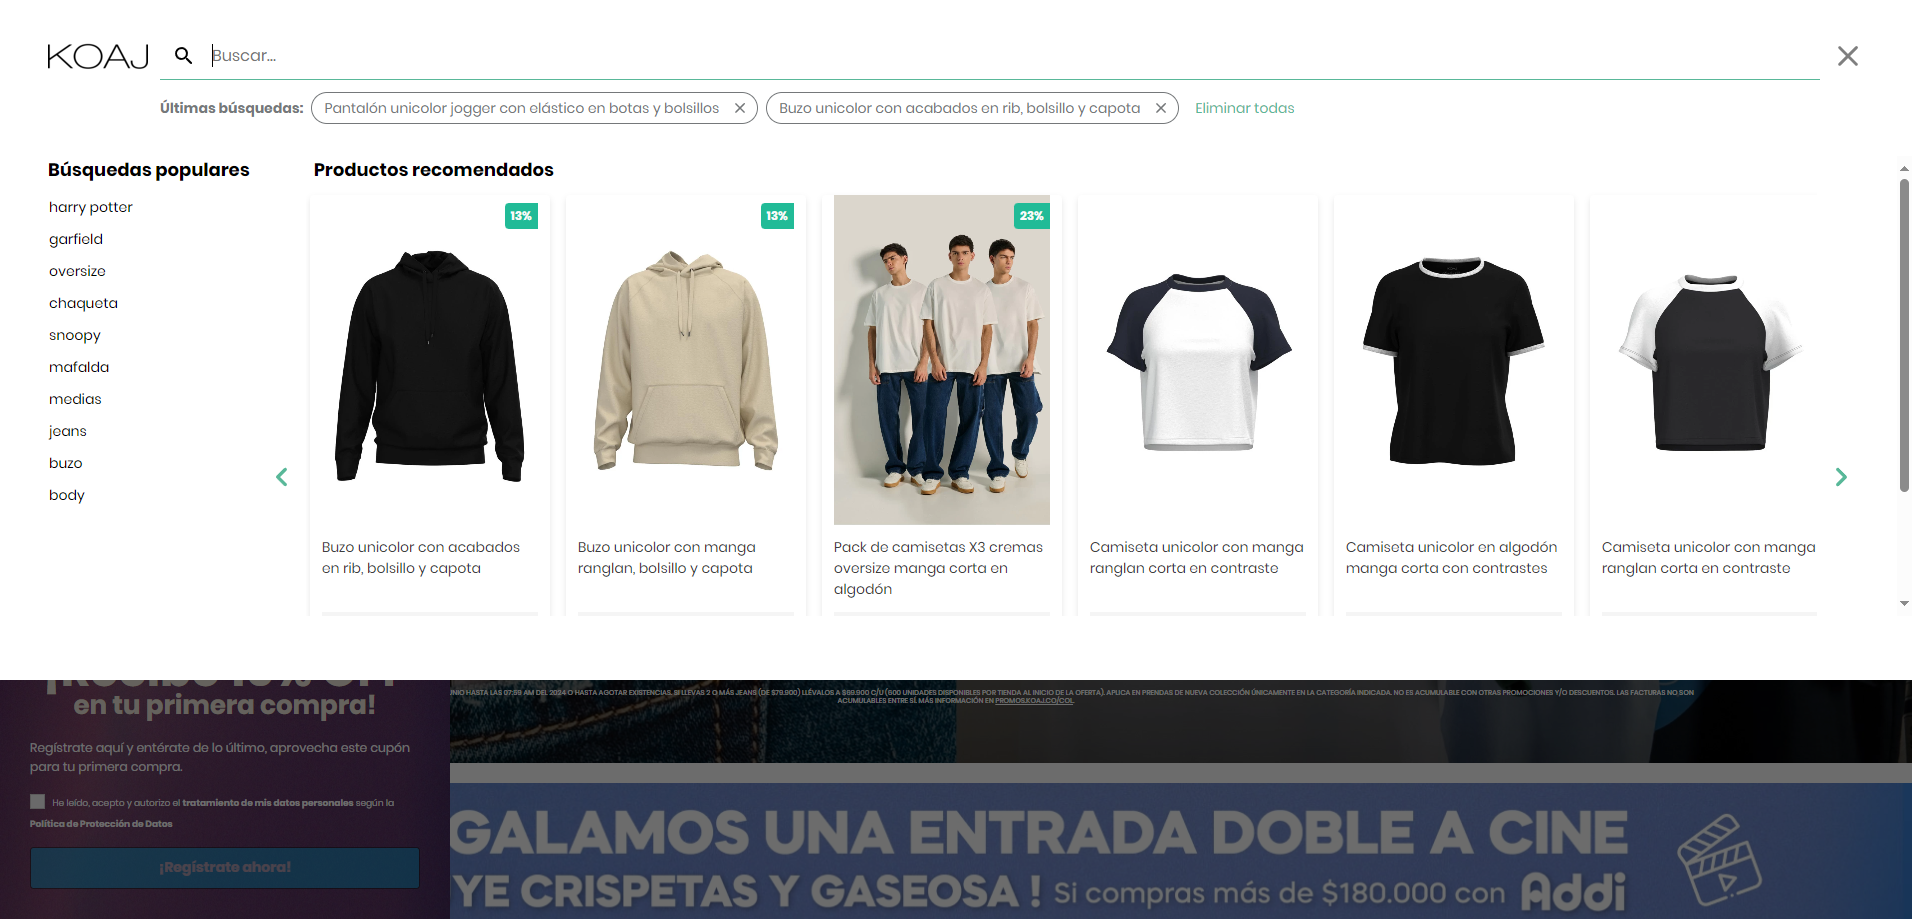 KOAJ
Buscar...
Últimas búsquedas:
Pantalón unicolor jogger con elástico en botas y bolsillos
Buzo unicolor con acabados en rib, bolsillo y capota
Eliminar todas
Búsquedas populares
harry potter
garfield
oversize
chaqueta
snoopy
mafalda
medias
jeans
buzo
body
Productos recomendados
13%
Buzo unicolor con acabados
en rib, bolsillo y capota
13%
Buzo unicolor con manga
ranglan, bolsillo y capota
23%
Pack de camisetas X3 cremas
oversize manga corta en
algodón
Camiseta unicolor con manga
ranglan corta en contraste
Camiseta unicolor en algodón
manga corta con contrastes
Camiseta unicolor con manga
ranglan corta en contraste
en tu primera compra!
Regístrate aquí y entérate de lo último, aprovecha este cupón
para tu primera compra.
He leído, acepto y autorizo el tratamiento de mis datos personales según la
Política de Protección de Datos
¡Regístrate ahora!
HASTA LAS 07:59 AM DEL 2024 O HASTA AGOTAR EXISTENCIAS. SI LLEVAS 2 O MÁS JEANS (DE $79.900) LLÉVALOS A $69.900 C/U (600 UNIDADES DISPONIBLES POR TIENDA AL INICIO DE LA OFERTA). APLICA EN PRENDAS DE NUEVA COLECCIÓN ÚNICAMENTE EN LA CATEGORÍA INDICADA. NO ES ACUMULABLE CON OTRAS PROMOCIONES Y/O DESCUENTOS. LAS FACTURAS NO SON
ACUMULABLES ENTRE SÍ. MÁS INFORMACIÓN EN PROMOS.KOAJ.CO/COL.
GALAMOS UNA ENTRADA DOBLE A CINE
YE CRISPETAS Y GASEOSA ! Si compras más de $180.000 con Addi